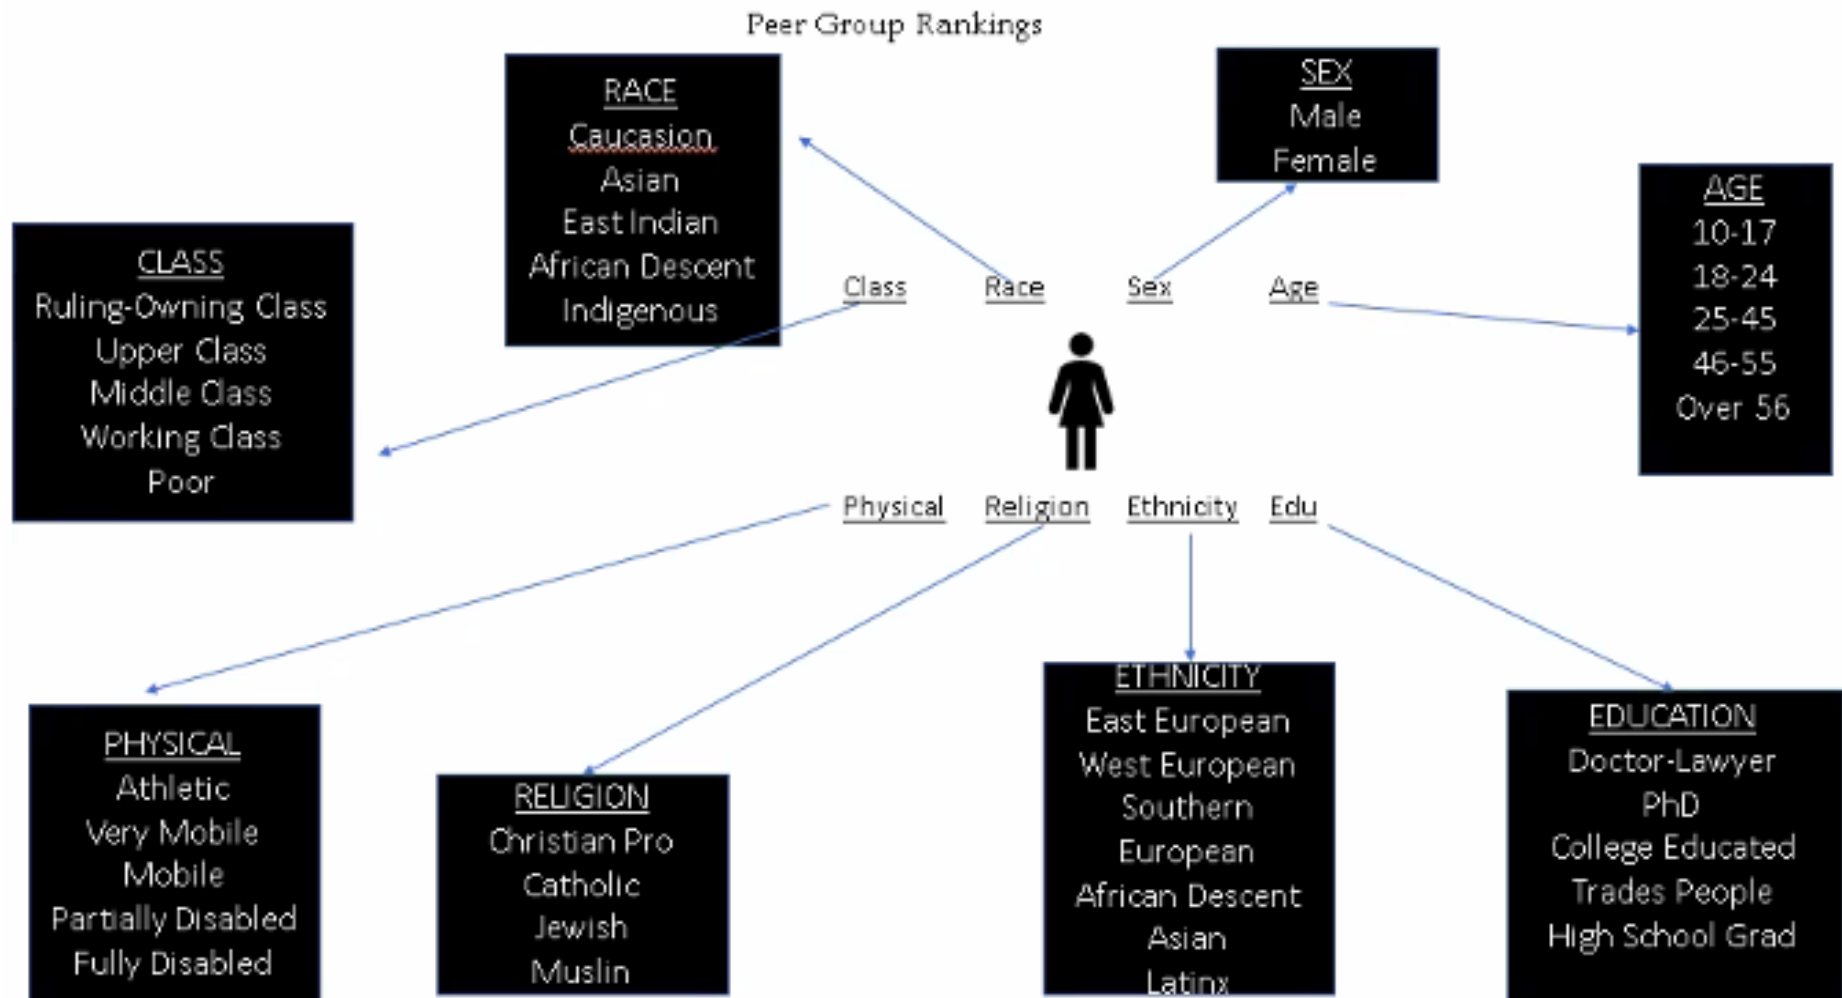 Peer Group Rankings
RACE
Caucasion
Asian
East Indian
African Descent
Indigenous
SEX
Male
Female
AGE
10-17
18-24
25-45
46-55
Over 56
CLASS
Ruling-Owning Class
Upper Class
Middle Class
Working Class
Poor
Class Race Sex Age
Physical Religion Ethnicity Edu
PHYSICAL
Athletic
Very Mobile
Mobile
Partially Disabled
Fully Disabled
RELIGION
Christian Pro
Catholic
Jewish
Muslin
ETHNICITY
East European
West European
Southern
European
African Descent
Asian
Latinx
EDUCATION
Doctor-Lawyer
PhD
College Educated
Trades People
High School Grad